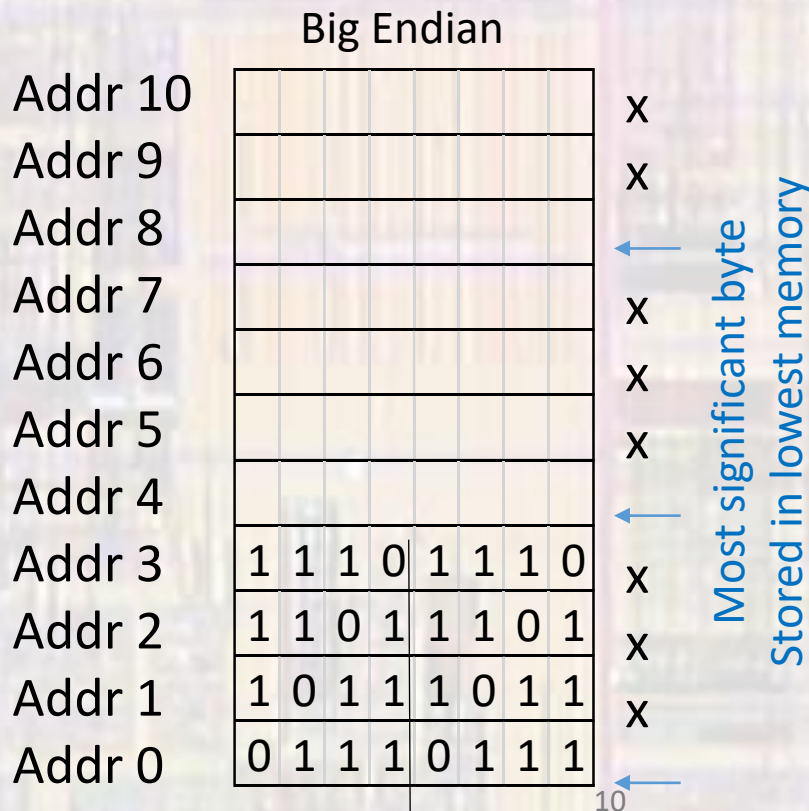 Big Endian
Addr 10 x
Addr 9 x
Addr 8
Addr 7 x
Addr 6 x
Addr 5 x
Addr 4
Addr 3 1 1 1 0 1 1 1 0 x
Addr 2 1 1 0 1 1 1 0 1 x
Addr 1 1 0 1 1 1 0 1 1 x
Addr 0 0 1 1 1 0 1 1 1
Most significant byte
Stored in lowest memory
10